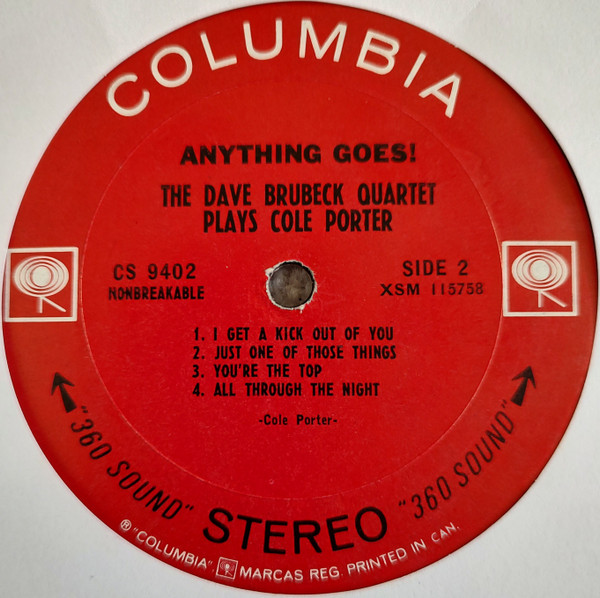 COLUMBIA
ANYTHING GOES!
THE DAVE BRUBECK QUARTET
PLAYS COLE PORTER
CS 9402
NONBREAKABLE
SIDE 2
XSM 115758
1. I GET A KICK OUT OF YOU
2. JUST ONE OF THOSE THINGS
3. YOU'RE THE TOP
4. ALL THROUGH THE NIGHT
-Cole Porter-
"360 SOUND" STEREO "360 SOUND"
® "COLUMBIA", MARCAS REG. PRINTED IN CAN.